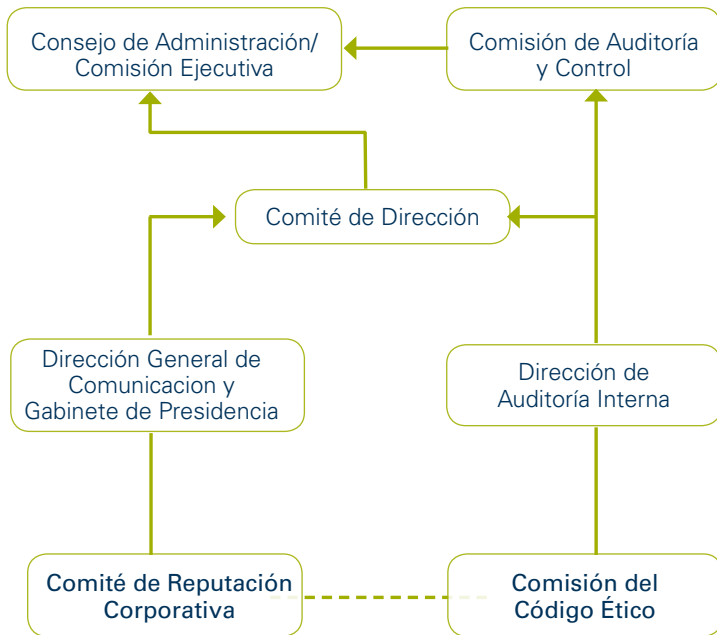 Consejo de Administración/
Comisión Ejecutiva
Comisión de Auditoría
y Control
Comité de Dirección
Dirección General de
Comunicacion y
Gabinete de Presidencia
Dirección de
Auditoría Interna
Comité de Reputación
Corporativa
Comisión del
Código Ético